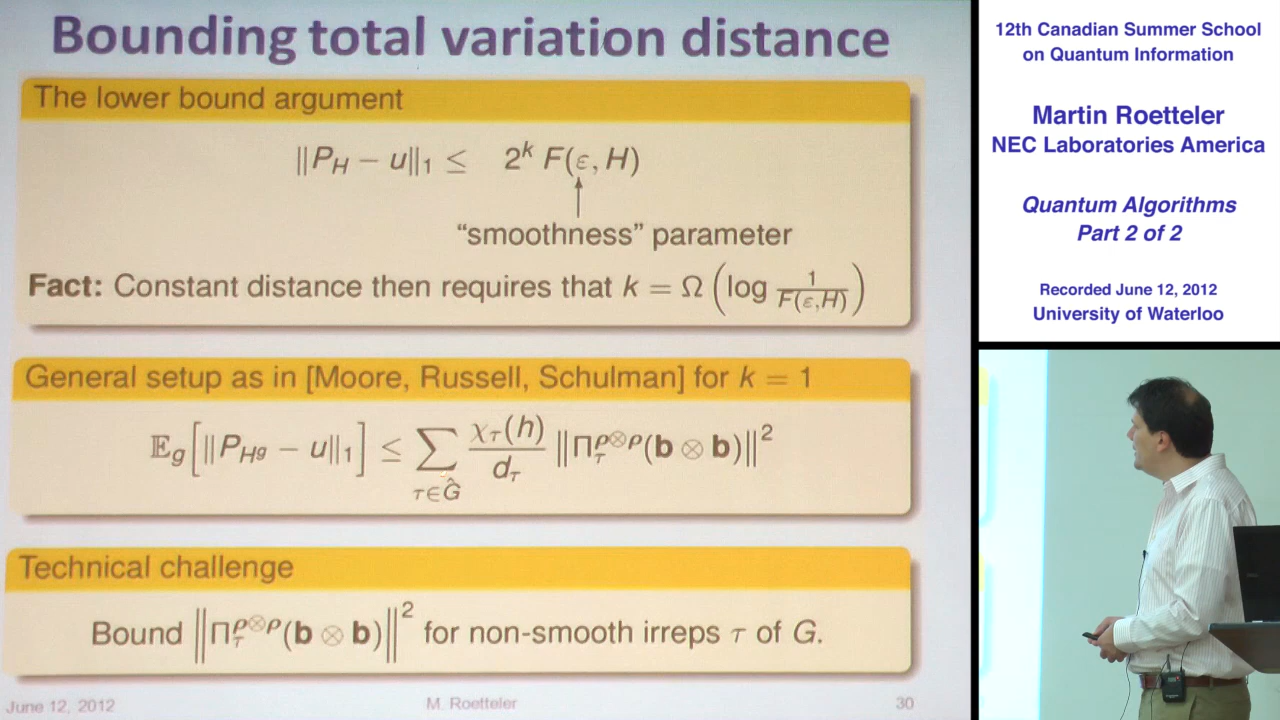 Bounding total variation distance
The lower bound argument
‖P_H − u‖₁ ≤ 2^k F(ε, H)
“smoothness” parameter
Fact: Constant distance then requires that k = Ω (log 1/F(ε,H))
General setup as in [Moore, Russell, Schulman] for k = 1
𝔼_g[‖P_{H^g} − u‖₁] ≤ ∑_{τ∈Ĝ} χ_τ(h)/d_τ ‖Π_τ^{ρ⊗ρ}(b ⊗ b)‖²
Technical challenge
Bound ‖Π_τ^{ρ⊗ρ}(b ⊗ b)‖² for non-smooth irreps τ of G.
June 12, 2012 M. Roetteler 30
12th Canadian Summer School
on Quantum Information
Martin Roetteler
NEC Laboratories America
Quantum Algorithms
Part 2 of 2
Recorded June 12, 2012
University of Waterloo